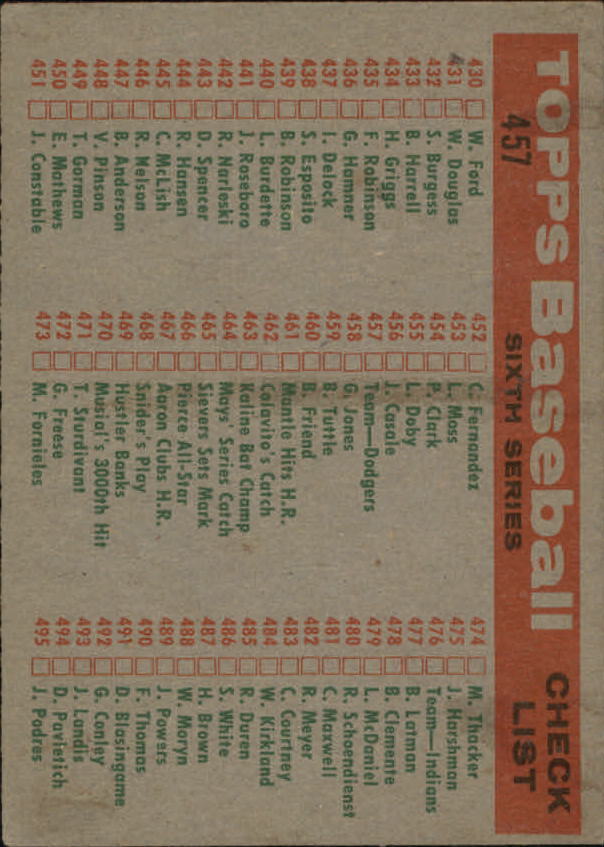 TOPPS Baseball CHECK LIST
457 SIXTH SERIES
430 W. Ford
431 W. Douglas
432 S. Burgess
433 B. Harrell
434 H. Griggs
435 F. Robinson
436 G. Hamner
437 I. Delock
438 S. Esposito
439 B. Robinson
440 L. Burdette
441 J. Roseboro
442 R. Narleski
443 D. Spencer
444 R. Hansen
445 C. McLish
446 R. Nelson
447 B. Anderson
448 V. Pinson
449 T. Gorman
450 E. Mathews
451 J. Constable
452 C. Fernandez
453 L. Moss
454 P. Clark
455 L. Doby
456 J. Casale
457 Team—Dodgers
458 G. Jones
459 B. Tuttle
460 B. Friend
461 Mantle Hits H.R.
462 Colavito's Catch
463 Kaline Bat Champ
464 Mays' Series Catch
465 Sievers Sets Mark
466 Pierce All-Star
467 Aaron Clubs H.R.
468 Snider's Play
469 Hustler Banks
470 Musial's 3000th Hit
471 T. Sturdivant
472 G. Freese
473 M. Fornieles
474 M. Thacker
475 J. Harshman
476 Team—Indians
477 B. Latman
478 B. Clemente
479 L. McDaniel
480 R. Schoendienst
481 C. Maxwell
482 R. Meyer
483 C. Courtney
484 W. Kirkland
485 R. Duren
486 S. White
487 H. Brown
488 W. Moryn
489 J. Powers
490 F. Thomas
491 D. Blasingame
492 G. Conley
493 J. Landis
494 D. Pavletich
495 J. Podres